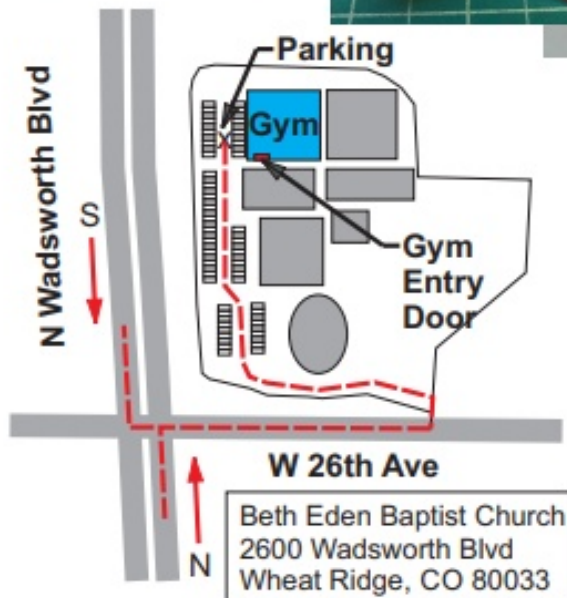 Parking
Gym
N Wadsworth Blvd
S
Gym
Entry
Door
W 26th Ave
N
Beth Eden Baptist Church
2600 Wadsworth Blvd
Wheat Ridge, CO 80033